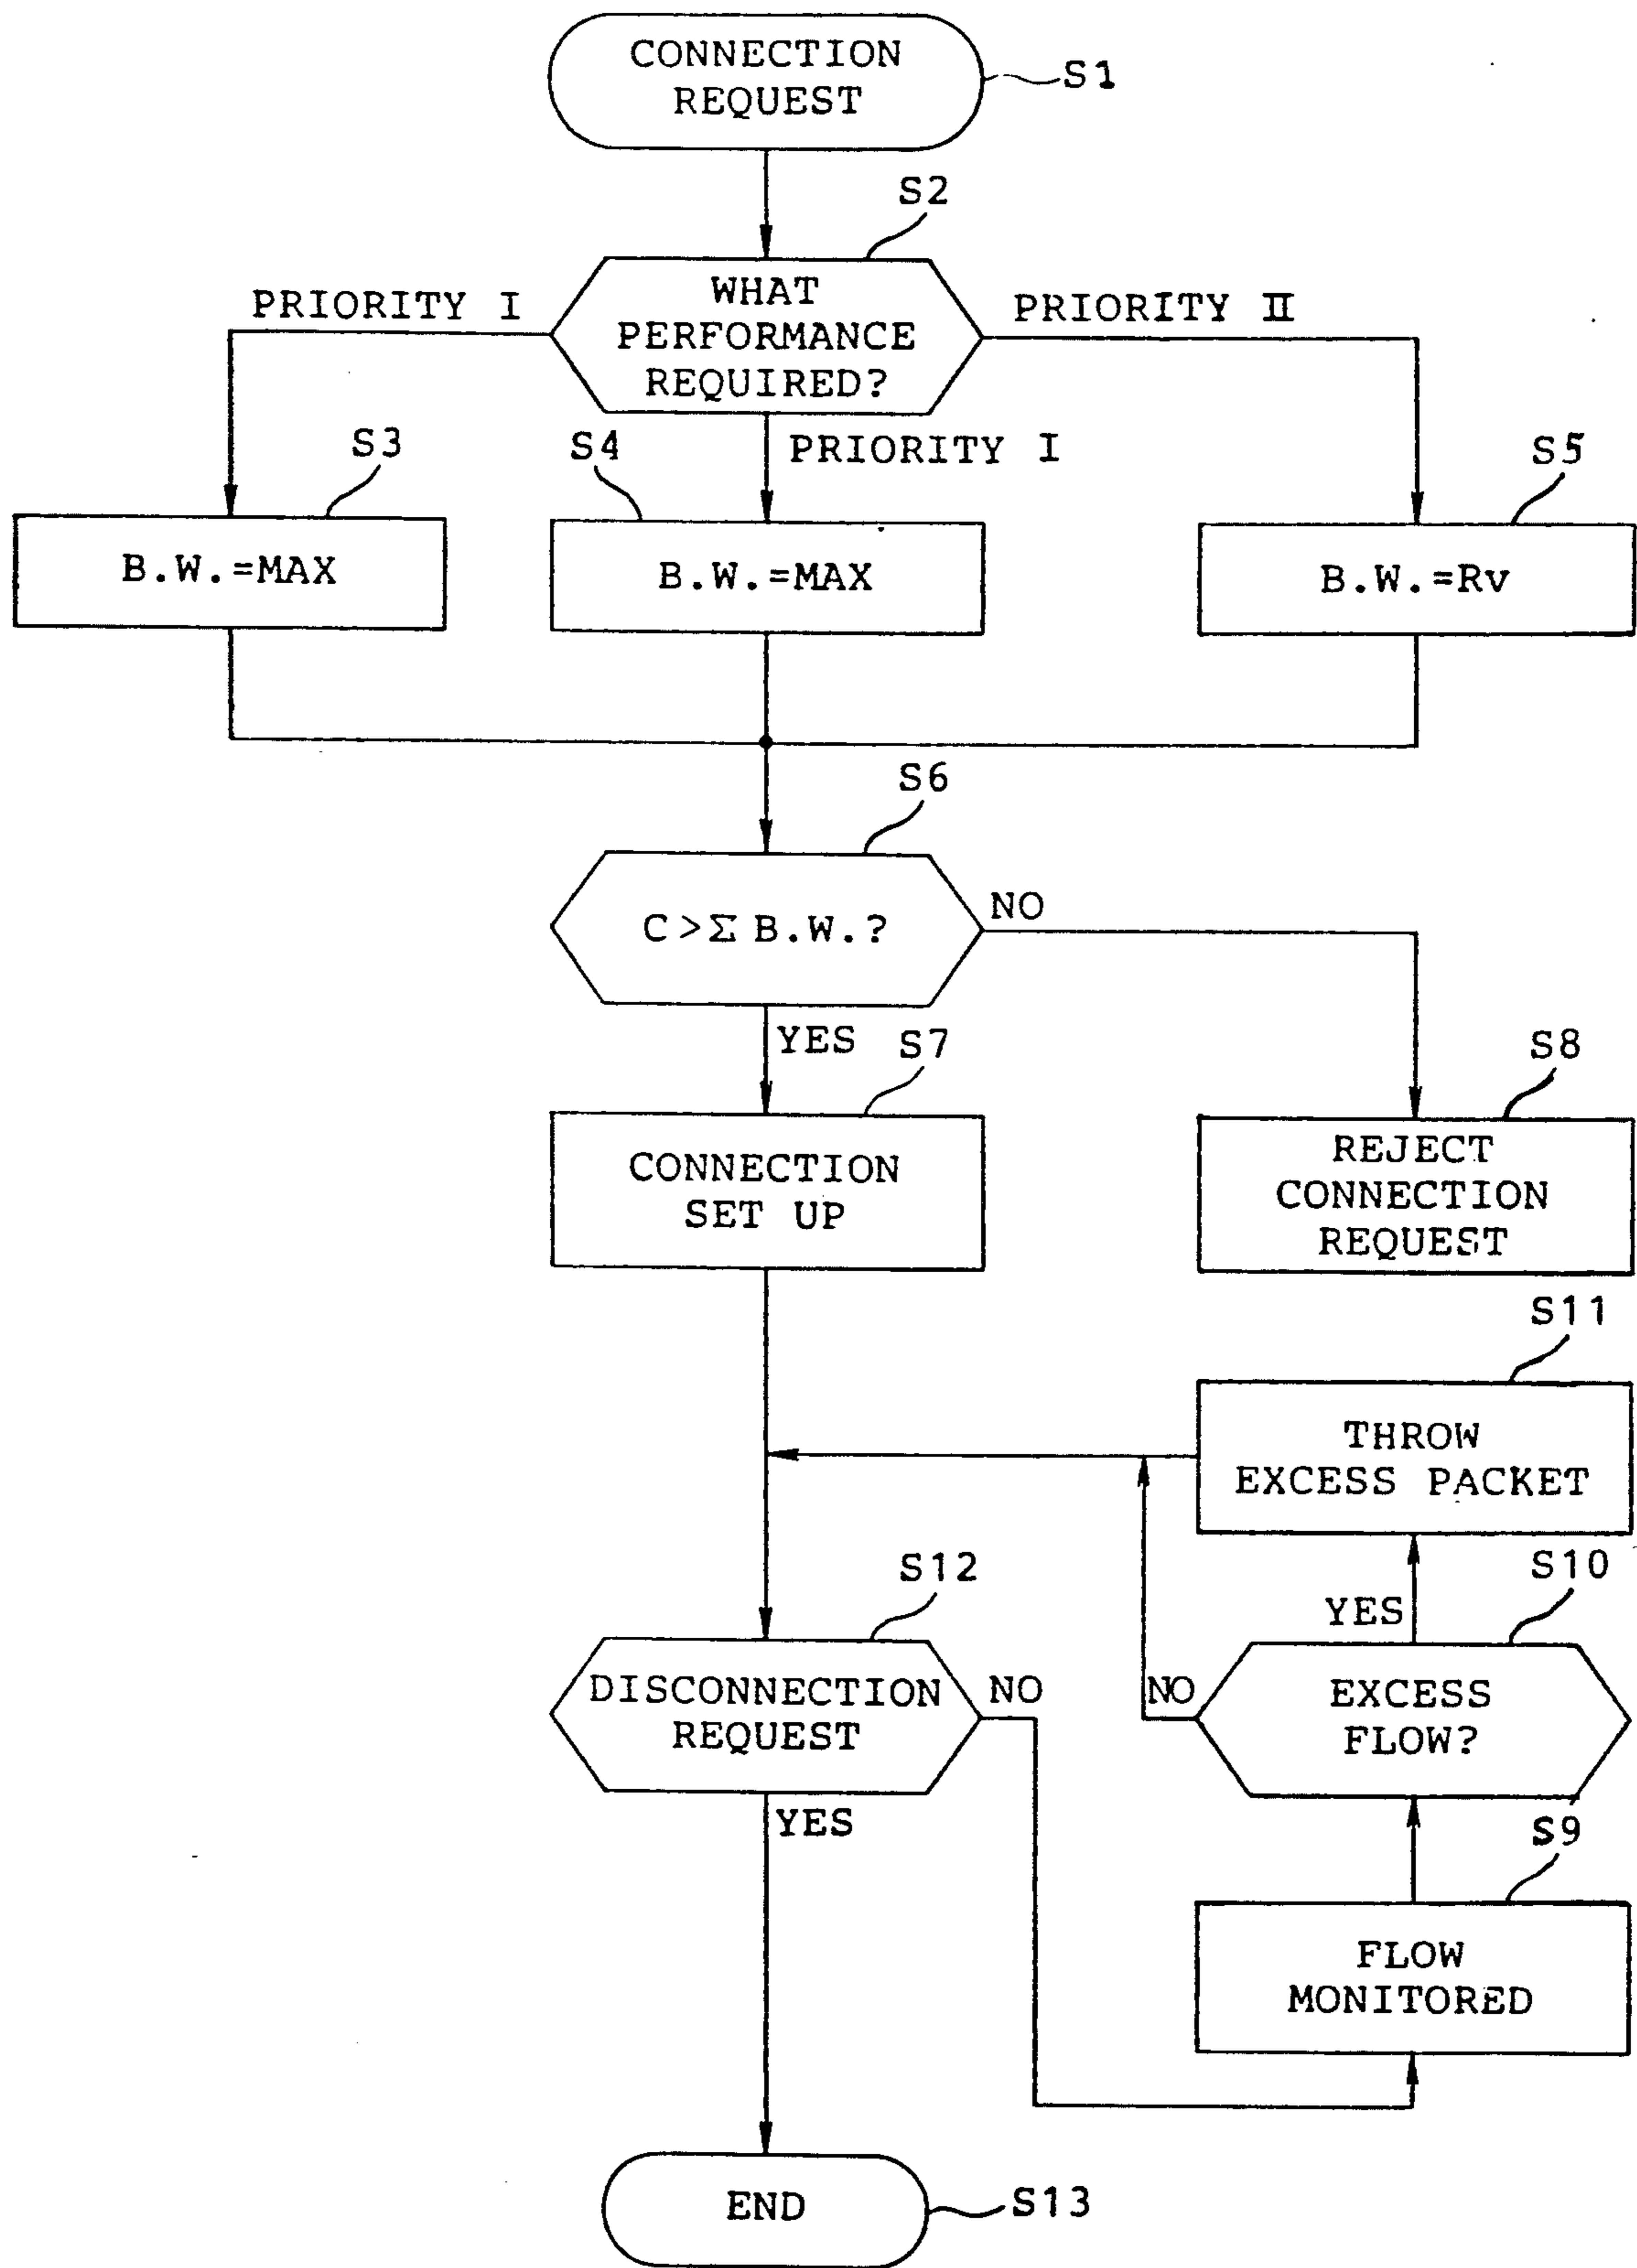 CONNECTION
REQUEST
S1
S2
WHAT
PERFORMANCE
REQUIRED?
PRIORITY I
PRIORITY II
PRIORITY I
S3
S4
S5
B.W.=MAX
B.W.=MAX
B.W.=Rv
S6
C>Σ B.W.?
NO
YES
S7
S8
CONNECTION
SET UP
REJECT
CONNECTION
REQUEST
S11
THROW
EXCESS PACKET
S12
S10
YES
DISCONNECTION
REQUEST
NO
NO
EXCESS
FLOW?
YES
S9
FLOW
MONITORED
END
S13